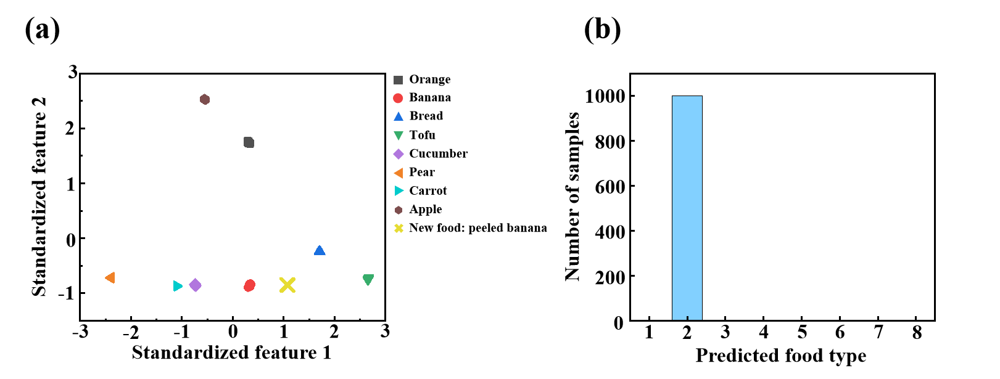 (a)
(b)
3
2
1
0
-1
-3 -2 -1 0 1 2 3
Standardized feature 2
Standardized feature 1
Orange
Banana
Bread
Tofu
Cucumber
Pear
Carrot
Apple
New food: peeled banana
1000
800
600
400
200
0
1 2 3 4 5 6 7 8
Number of samples
Predicted food type